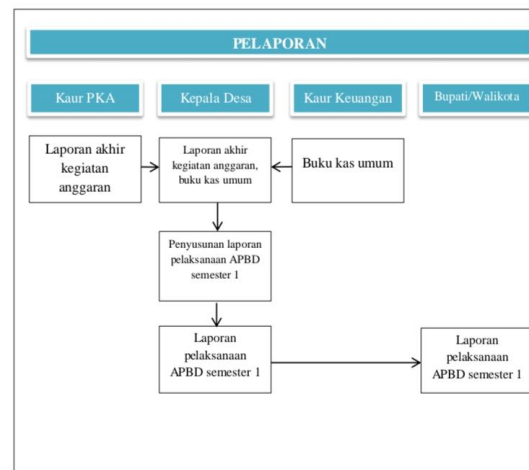 PELAPORAN
Kaur PKA
Kepala Desa
Kaur Keuangan
Bupati/Walikota
Laporan akhir
kegiatan
anggaran
Laporan akhir
kegiatan anggaran,
buku kas umum
Buku kas umum
Penyusunan laporan
pelaksanaan APBD
semester 1
Laporan
pelaksanaan
APBD semester 1
Laporan
pelaksanaan
APBD semester 1